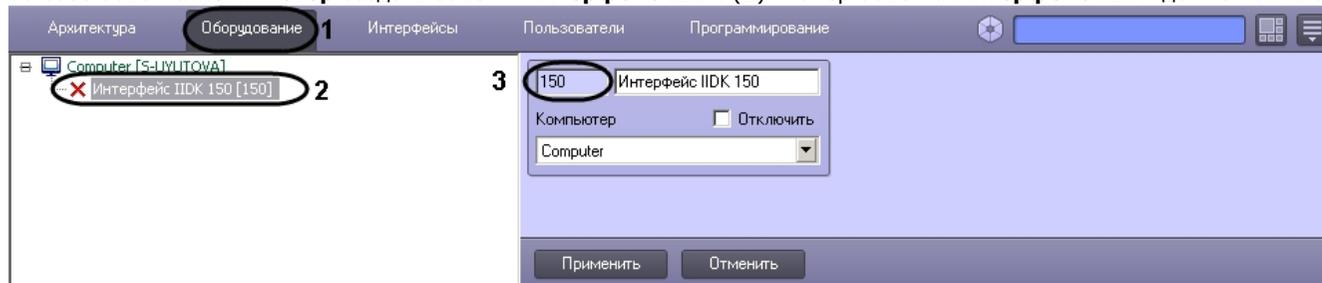 Архитектура Оборудование 1 Интерфейсы Пользователи Программирование
Computer [S-UYUTOVA]
Интерфейс IIDK 150 [150] 2
3 150 Интерфейс IIDK 150
Компьютер Отключить
Computer
Применить Отменить